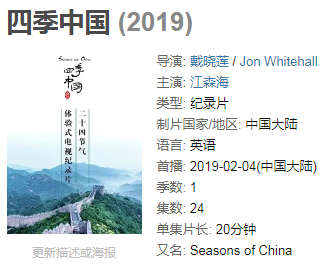 四季中国 (2019)
Seasons of China
四季中国
二十四节气
体验式电视纪录片
更新描述或海报
导演: 戴晓莲 / Jon Whitehall
主演: 江森海
类型: 纪录片
制片国家/地区: 中国大陆
语言: 英语
首播: 2019-02-04(中国大陆)
季数: 1
集数: 24
单集片长: 20分钟
又名: Seasons of China